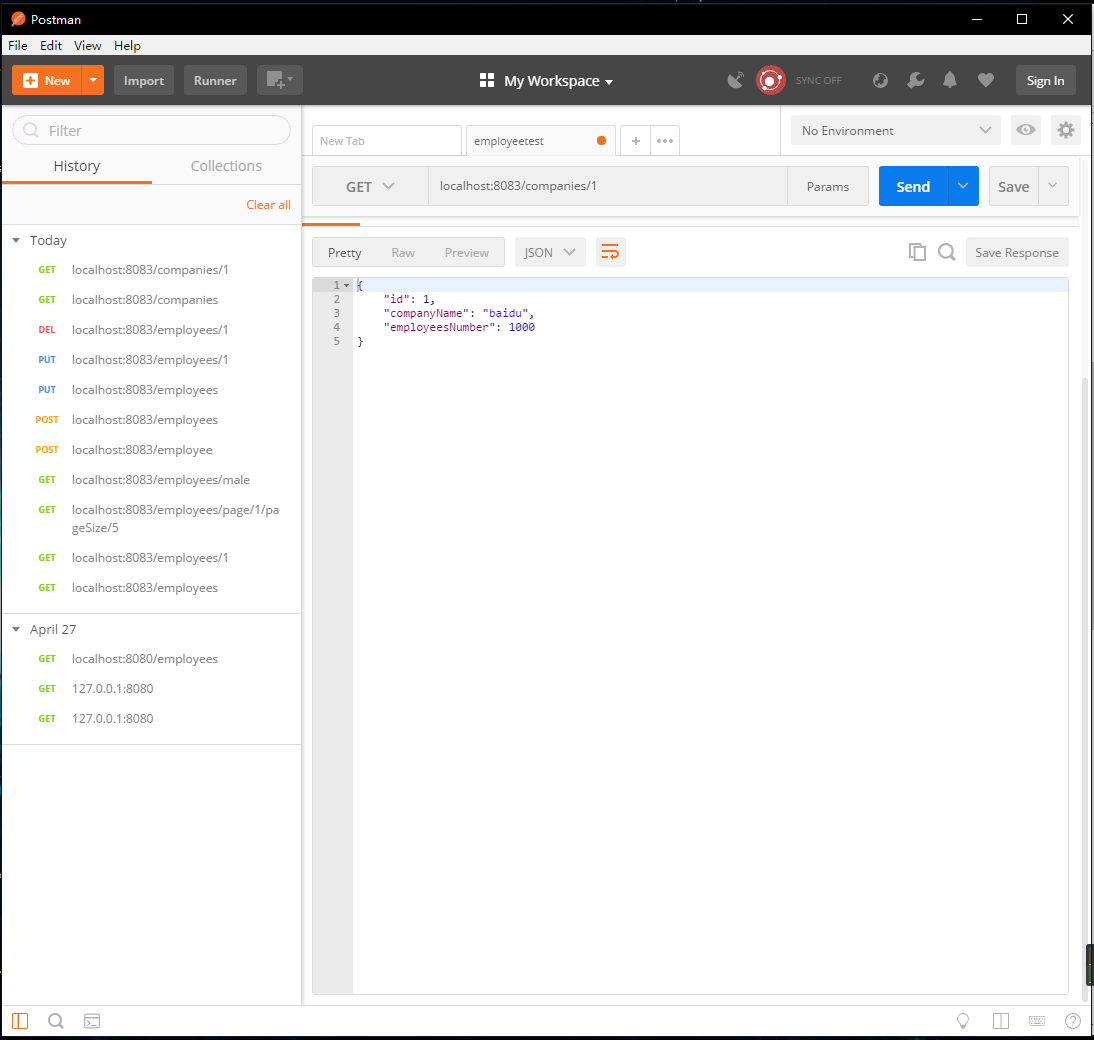 Postman
File Edit View Help
New Import Runner My Workspace SYNC OFF Sign In
Filter
History Collections
Clear all
Today
GET localhost:8083/companies/1
GET localhost:8083/companies
DEL localhost:8083/employees/1
PUT localhost:8083/employees/1
PUT localhost:8083/employees
POST localhost:8083/employees
POST localhost:8083/employee
GET localhost:8083/employees/male
GET localhost:8083/employees/page/1/pa
geSize/5
GET localhost:8083/employees/1
GET localhost:8083/employees
April 27
GET localhost:8080/employees
GET 127.0.0.1:8080
GET 127.0.0.1:8080
New Tab employeetest + ••• No Environment
GET localhost:8083/companies/1 Params Send Save
Pretty Raw Preview JSON Save Response
1 {
2 "id": 1,
3 "companyName": "baidu",
4 "employeesNumber": 1000
5 }